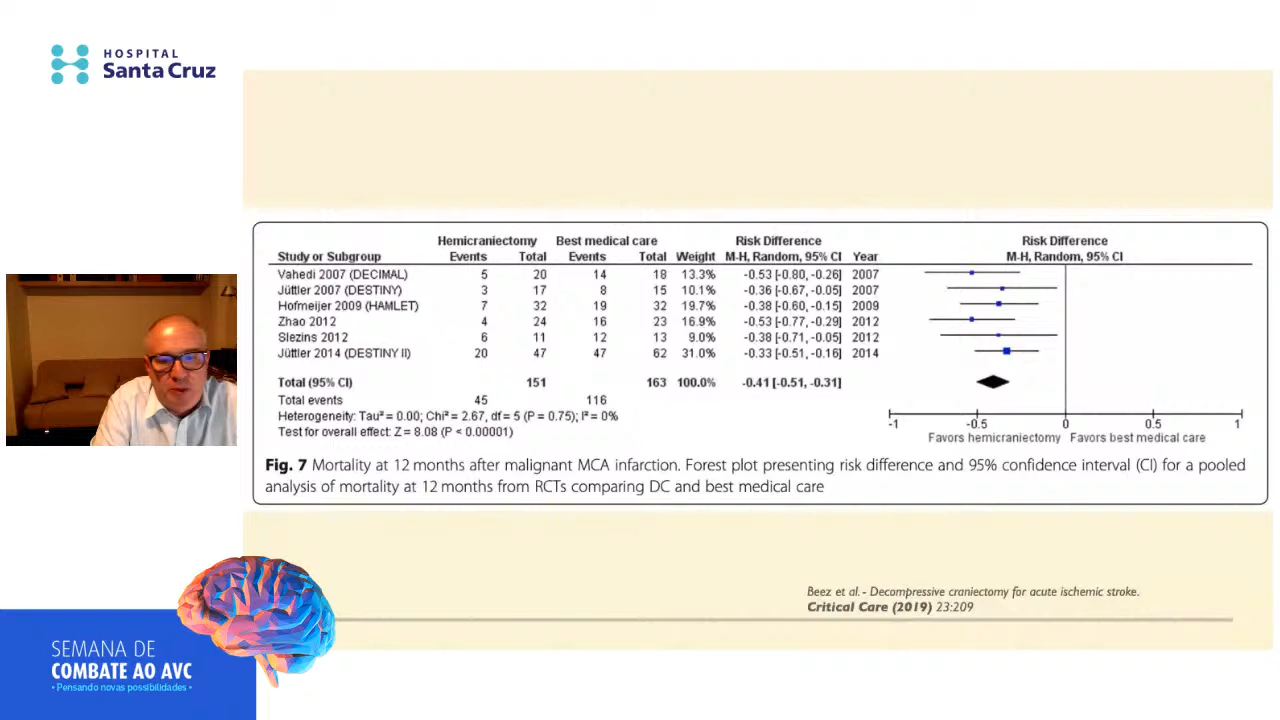 HOSPITAL
Santa Cruz
Hemicraniectomy Best medical care Risk Difference Risk Difference
Study or Subgroup Events Total Events Total Weight M-H, Random, 95% CI Year M-H, Random, 95% CI
Vahedi 2007 (DECIMAL) 5 20 14 18 13.3% -0.53 [-0.80, -0.26] 2007
Jüttler 2007 (DESTINY) 3 17 8 15 10.1% -0.36 [-0.67, -0.05] 2007
Hofmeijer 2009 (HAMLET) 7 32 19 32 19.7% -0.38 [-0.60, -0.15] 2009
Zhao 2012 4 24 16 23 16.9% -0.53 [-0.77, -0.29] 2012
Slezins 2012 6 11 12 13 9.0% -0.38 [-0.71, -0.05] 2012
Jüttler 2014 (DESTINY II) 20 47 47 62 31.0% -0.33 [-0.51, -0.16] 2014
Total (95% CI) 151 163 100.0% -0.41 [-0.51, -0.31]
Total events 45 116
Heterogeneity: Tau² = 0.00; Chi² = 2.67, df = 5 (P = 0.75); I² = 0%
Test for overall effect: Z = 8.08 (P < 0.00001)
-1 -0.5 0 0.5 1
Favors hemicraniectomy Favors best medical care
Fig. 7 Mortality at 12 months after malignant MCA infarction. Forest plot presenting risk difference and 95% confidence interval (CI) for a pooled
analysis of mortality at 12 months from RCTs comparing DC and best medical care
Beez et al. - Decompressive craniectomy for acute ischemic stroke.
Critical Care (2019) 23:209
SEMANA DE
COMBATE AO AVC
• Pensando novas possibilidades •